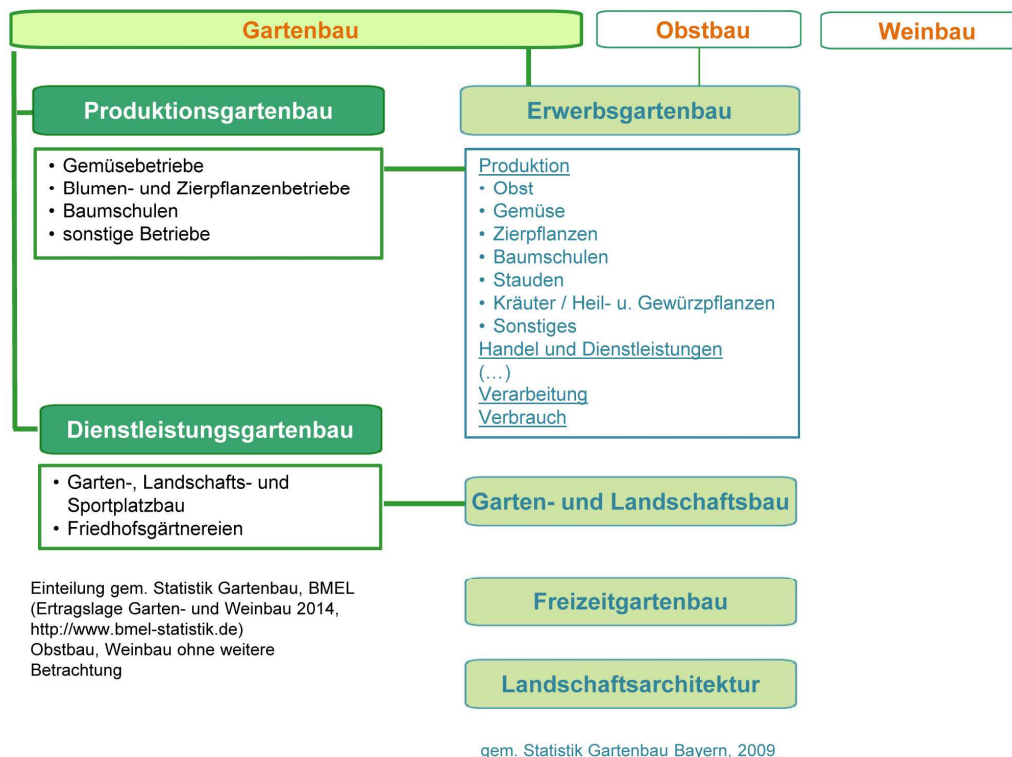 Gartenbau
Obstbau
Weinbau
Produktionsgartenbau
• Gemüsebetriebe
• Blumen- und Zierpflanzenbetriebe
• Baumschulen
• sonstige Betriebe
Erwerbsgartenbau
Produktion
• Obst
• Gemüse
• Zierpflanzen
• Baumschulen
• Stauden
• Kräuter / Heil- u. Gewürzpflanzen
• Sonstiges
Handel und Dienstleistungen
(…)
Verarbeitung
Verbrauch
Dienstleistungsgartenbau
• Garten-, Landschafts- und
Sportplatzbau
• Friedhofsgärtnereien
Garten- und Landschaftsbau
Freizeitgartenbau
Landschaftsarchitektur
Einteilung gem. Statistik Gartenbau, BMEL
(Ertragslage Garten- und Weinbau 2014,
http://www.bmel-statistik.de)
Obstbau, Weinbau ohne weitere
Betrachtung
gem. Statistik Gartenbau Bayern, 2009